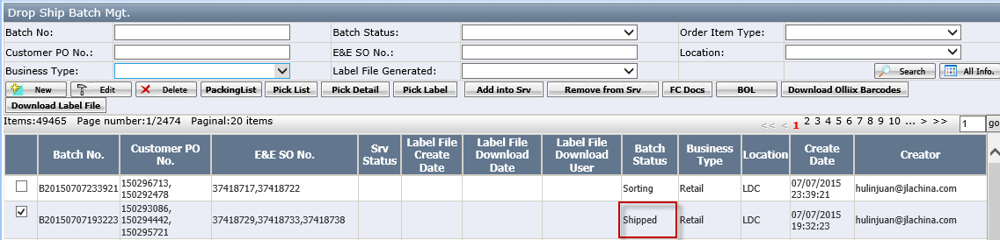 Drop Ship Batch Mgt.
Batch No: Batch Status: Order Item Type:
Customer PO No.: E&E SO No.: Location:
Business Type: Label File Generated: Search All Info.
New Edit Delete PackingList Pick List Pick Detail Pick Label Add into Srv Remove from Srv FC Docs BOL Download Olliix Barcodes
Download Label File
Items:49465 Page number:1/2474 Paginal:20 items << < 1 2 3 4 5 6 7 8 9 10 ... > >> 1 go
Batch No. Customer PO No. E&E SO No. Srv Status Label File Create Date Label File Download Date Label File Download User Batch Status Business Type Location Create Date Creator
B20150707233921 150296713, 150292478 37418717,37418722 Sorting Retail LDC 07/07/2015 23:39:21 hulinjuan@jlachina.com
B20150707193223 150293086, 150294442, 150295721 37418729,37418733,37418738 Shipped Retail LDC 07/07/2015 19:32:23 hulinjuan@jlachina.com